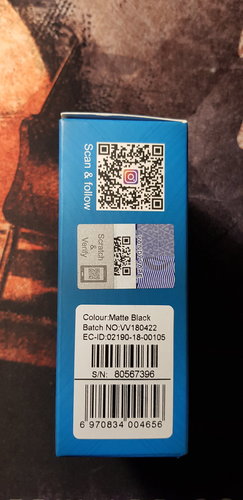 Scan & follow
Scratch
&
Verify
Colour:Matte Black
Batch NO:VV180422
EC-ID:02190-18-00105
S/N: 80567396
6 970834 004656